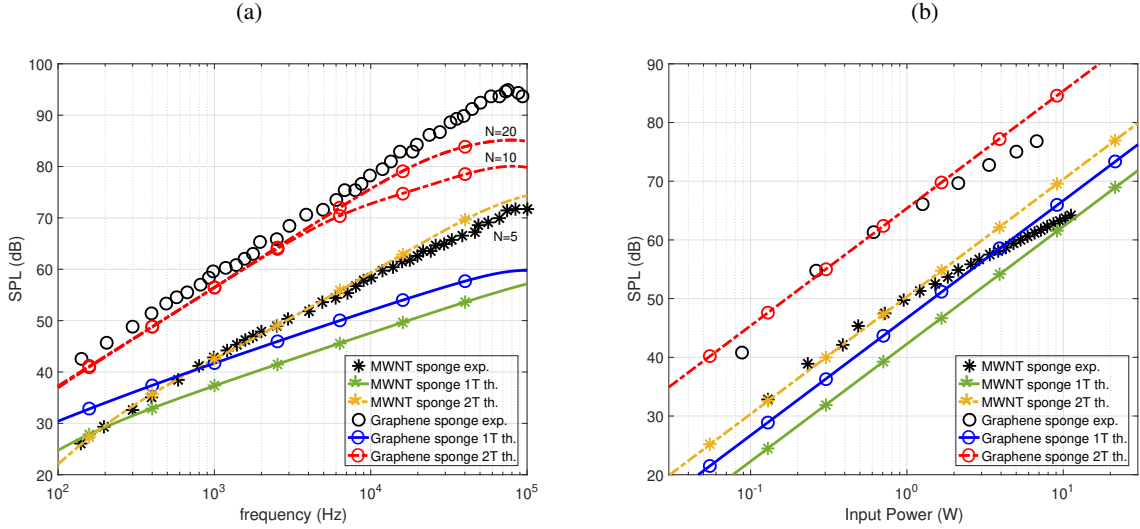 (a)
(b)
100
90
80
70
60
50
40
30
20
SPL (dB)
10^2
10^3
10^4
10^5
frequency (Hz)
N=20
N=10
N=5
MWNT sponge exp.
MWNT sponge 1T th.
MWNT sponge 2T th.
Graphene sponge exp.
Graphene sponge 1T th.
Graphene sponge 2T th.
90
80
70
60
50
40
30
20
SPL (dB)
10^-1
10^0
10^1
Input Power (W)
MWNT sponge exp.
MWNT sponge 1T th.
MWNT sponge 2T th.
Graphene sponge exp.
Graphene sponge 1T th.
Graphene sponge 2T th.